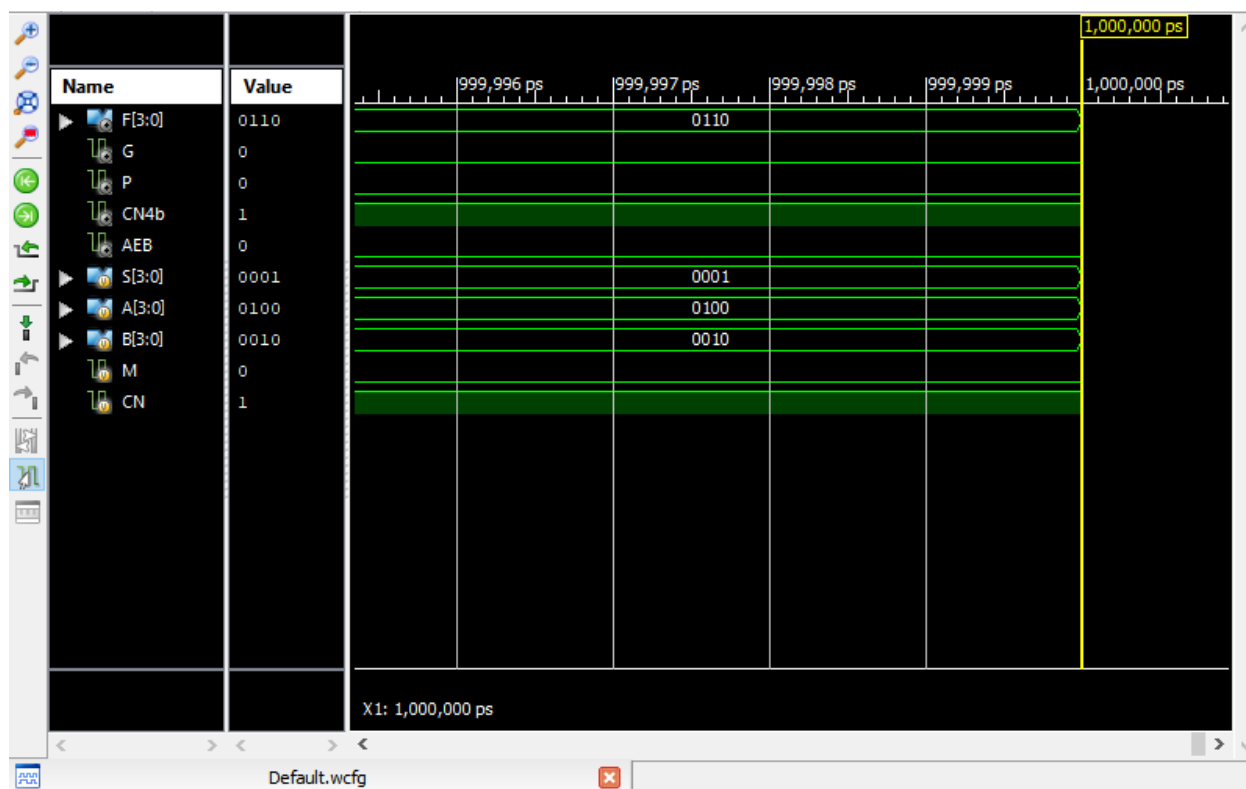 1,000,000 ps
Name Value
999,996 ps 999,997 ps 999,998 ps 999,999 ps 1,000,000 ps
F[3:0] 0110 0110
G 0
P 0
CN4b 1
AEB 0
S[3:0] 0001 0001
A[3:0] 0100 0100
B[3:0] 0010 0010
M 0
CN 1
X1: 1,000,000 ps
Default.wcfg